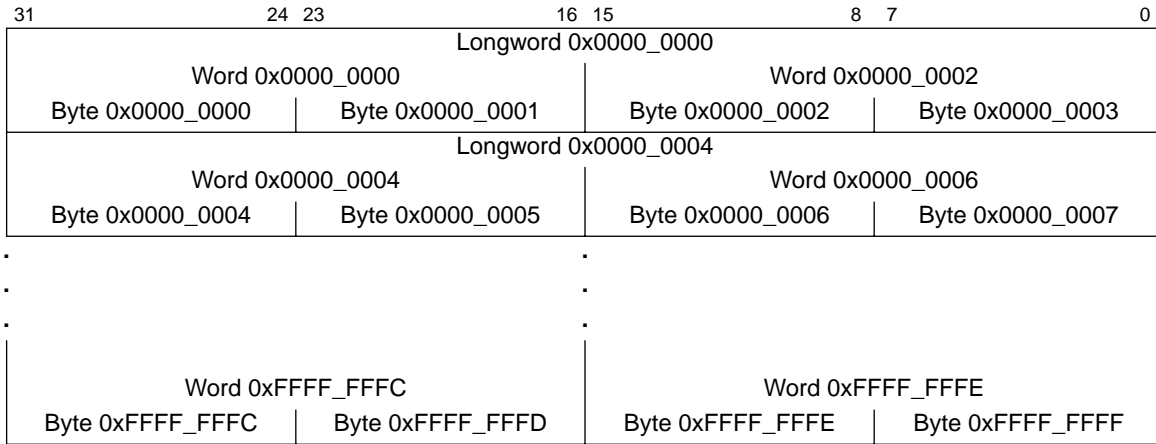 31 24 23 16 15 8 7 0
Longword 0x0000_0000
Word 0x0000_0000 Word 0x0000_0002
Byte 0x0000_0000 Byte 0x0000_0001 Byte 0x0000_0002 Byte 0x0000_0003
Longword 0x0000_0004
Word 0x0000_0004 Word 0x0000_0006
Byte 0x0000_0004 Byte 0x0000_0005 Byte 0x0000_0006 Byte 0x0000_0007
. .
. .
. .
Word 0xFFFF_FFFC Word 0xFFFF_FFFE
Byte 0xFFFF_FFFC Byte 0xFFFF_FFFD Byte 0xFFFF_FFFE Byte 0xFFFF_FFFF